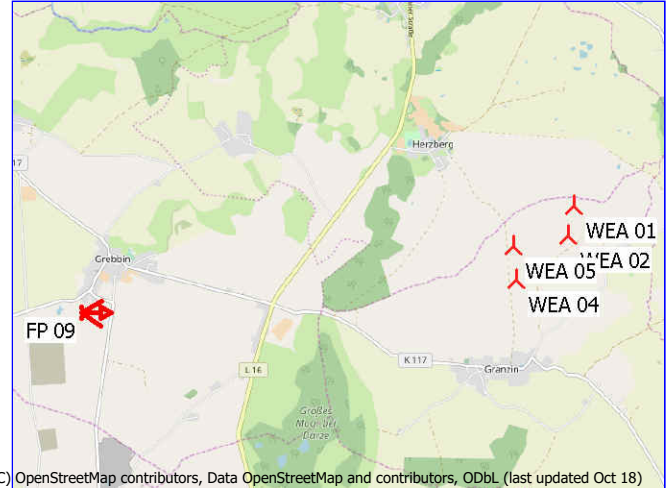 Herzberg
17
WEA 01
WEA 02
Grebbin
WEA 05
WEA 04
FP 09
K 117
L 16
Granzin
Großes
Moor der
Darze
C) OpenStreetMap contributors, Data OpenStreetMap and contributors, ODbL (last updated Oct 18)